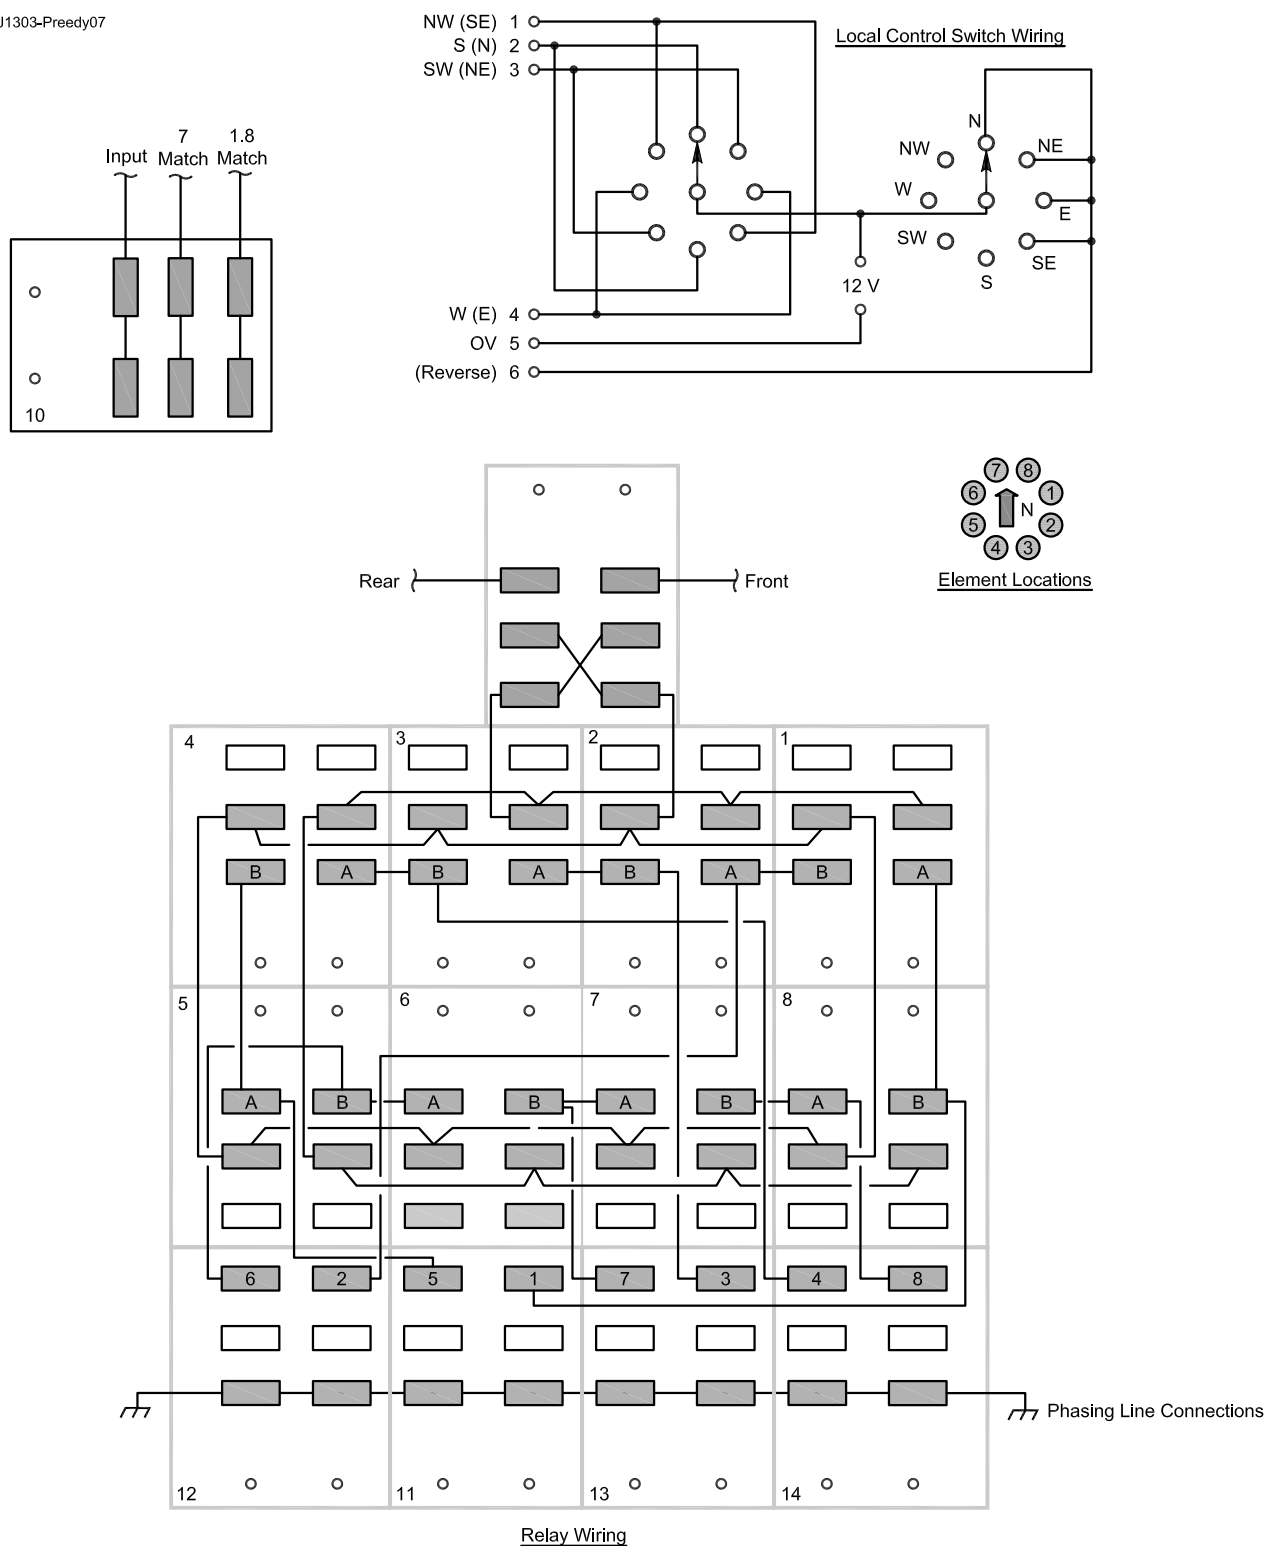 J1303-Preedy07
NW (SE) 1
S (N) 2
SW (NE) 3
Local Control Switch Wiring
N
NW
NE
W
E
SW
SE
S
12 V
W (E) 4
OV 5
(Reverse) 6
Input
7
Match
1.8
Match
10
7 8
6 1
N
5 2
4 3
Element Locations
Rear
Front
4 3 2 1
B A B A B A B A
5 6 7 8
A B A B A B A B
6 2 5 1 7 3 4 8
Phasing Line Connections
12 11 13 14
Relay Wiring